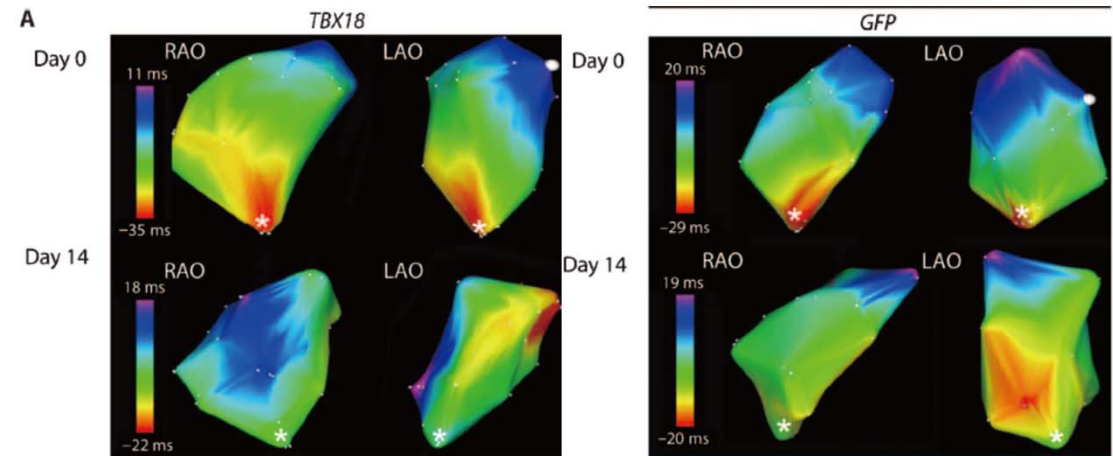 A
TBX18
GFP
Day 0
RAO
LAO
11 ms
−35 ms
Day 0
RAO
LAO
20 ms
−29 ms
*
*
*
*
Day 14
RAO
LAO
18 ms
−22 ms
Day 14
RAO
LAO
19 ms
−20 ms
*
*
*
*